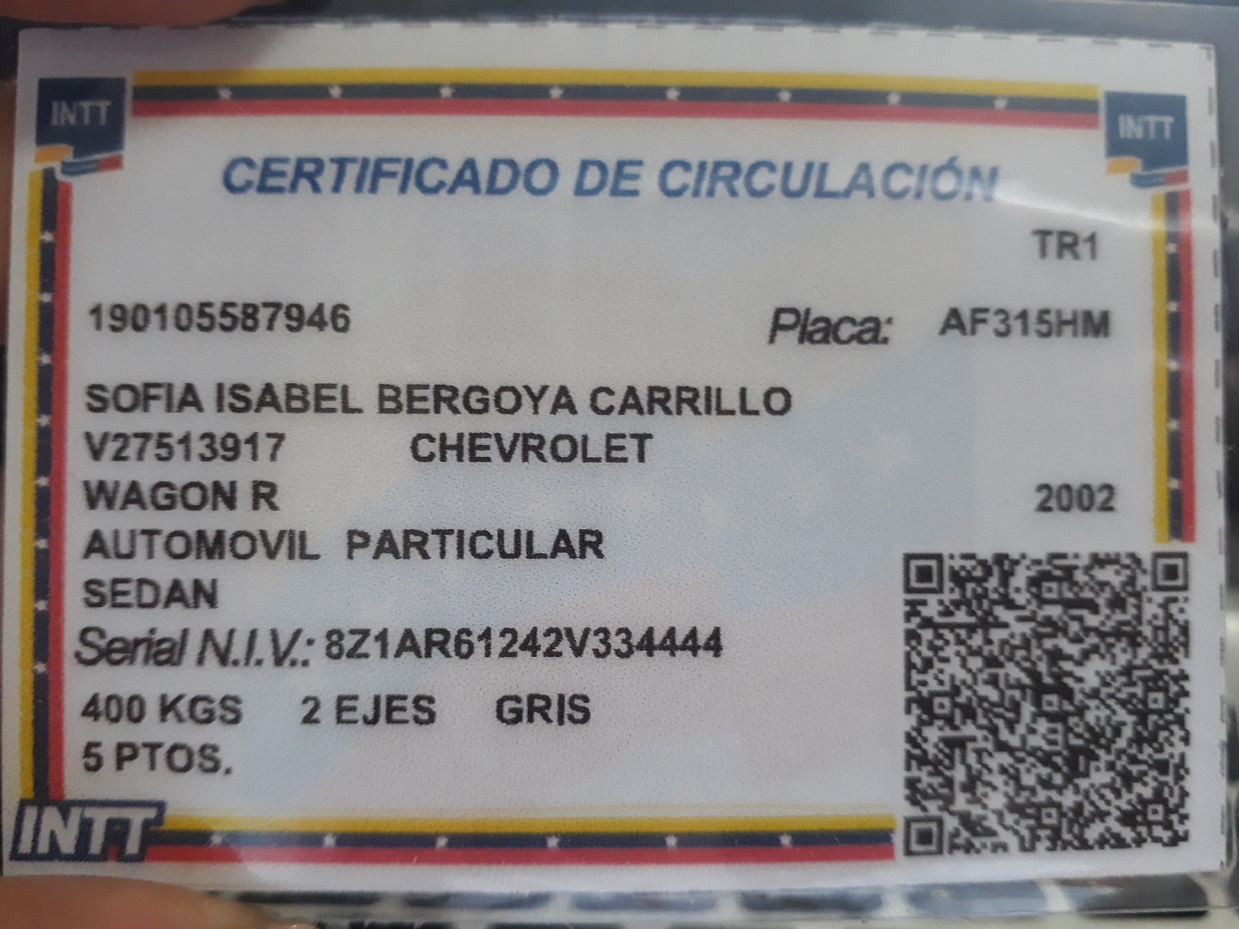 INTT
INTT
CERTIFICADO DE CIRCULACIÓN
TR1
190105587946 Placa: AF315HM
SOFIA ISABEL BERGOYA CARRILLO
V27513917 CHEVROLET
WAGON R 2002
AUTOMOVIL PARTICULAR
SEDAN
Serial N.I.V.: 8Z1AR61242V334444
400 KGS 2 EJES GRIS
5 PTOS.
INTT